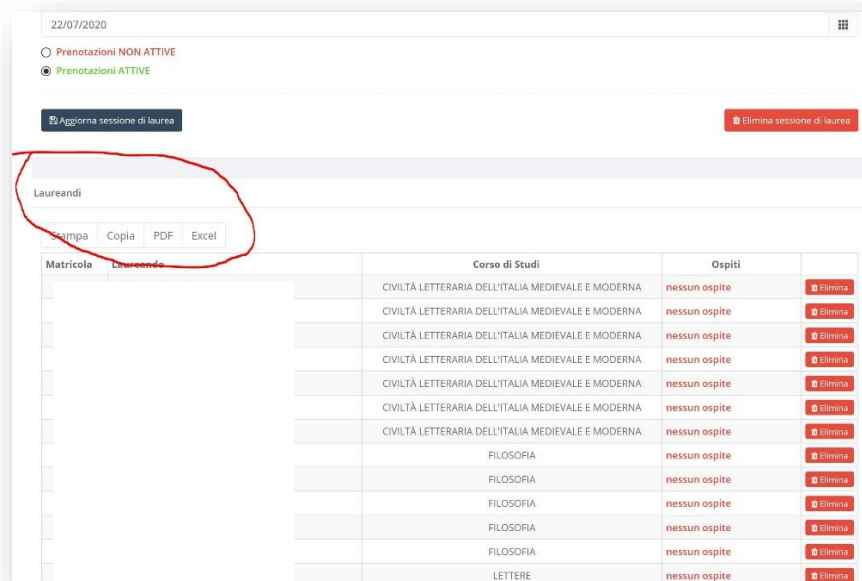 22/07/2020
Prenotazioni NON ATTIVE
Prenotazioni ATTIVE
Aggiorna sessione di laurea Elimina sessione di laurea
Laureandi
Stampa Copia PDF Excel
Matricola Laureando Corso di Studi Ospiti
CIVILTÀ LETTERARIA DELL'ITALIA MEDIEVALE E MODERNA nessun ospite Elimina
CIVILTÀ LETTERARIA DELL'ITALIA MEDIEVALE E MODERNA nessun ospite Elimina
CIVILTÀ LETTERARIA DELL'ITALIA MEDIEVALE E MODERNA nessun ospite Elimina
CIVILTÀ LETTERARIA DELL'ITALIA MEDIEVALE E MODERNA nessun ospite Elimina
CIVILTÀ LETTERARIA DELL'ITALIA MEDIEVALE E MODERNA nessun ospite Elimina
CIVILTÀ LETTERARIA DELL'ITALIA MEDIEVALE E MODERNA nessun ospite Elimina
CIVILTÀ LETTERARIA DELL'ITALIA MEDIEVALE E MODERNA nessun ospite Elimina
FILOSOFIA nessun ospite Elimina
FILOSOFIA nessun ospite Elimina
FILOSOFIA nessun ospite Elimina
FILOSOFIA nessun ospite Elimina
FILOSOFIA nessun ospite Elimina
LETTERE nessun ospite Elimina